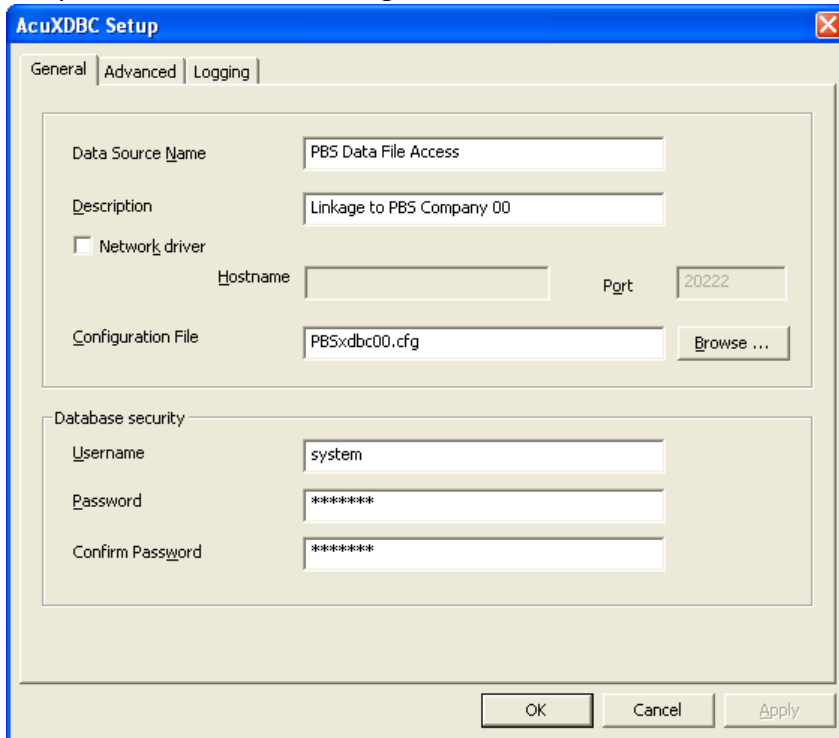 AcuXDBC Setup
General Advanced Logging
Data Source Name PBS Data File Access
Description Linkage to PBS Company 00
Network driver
Hostname Port 20222
Configuration File PBSxdbc00.cfg Browse ...
Database security
Username system
Password *******
Confirm Password *******
OK Cancel Apply